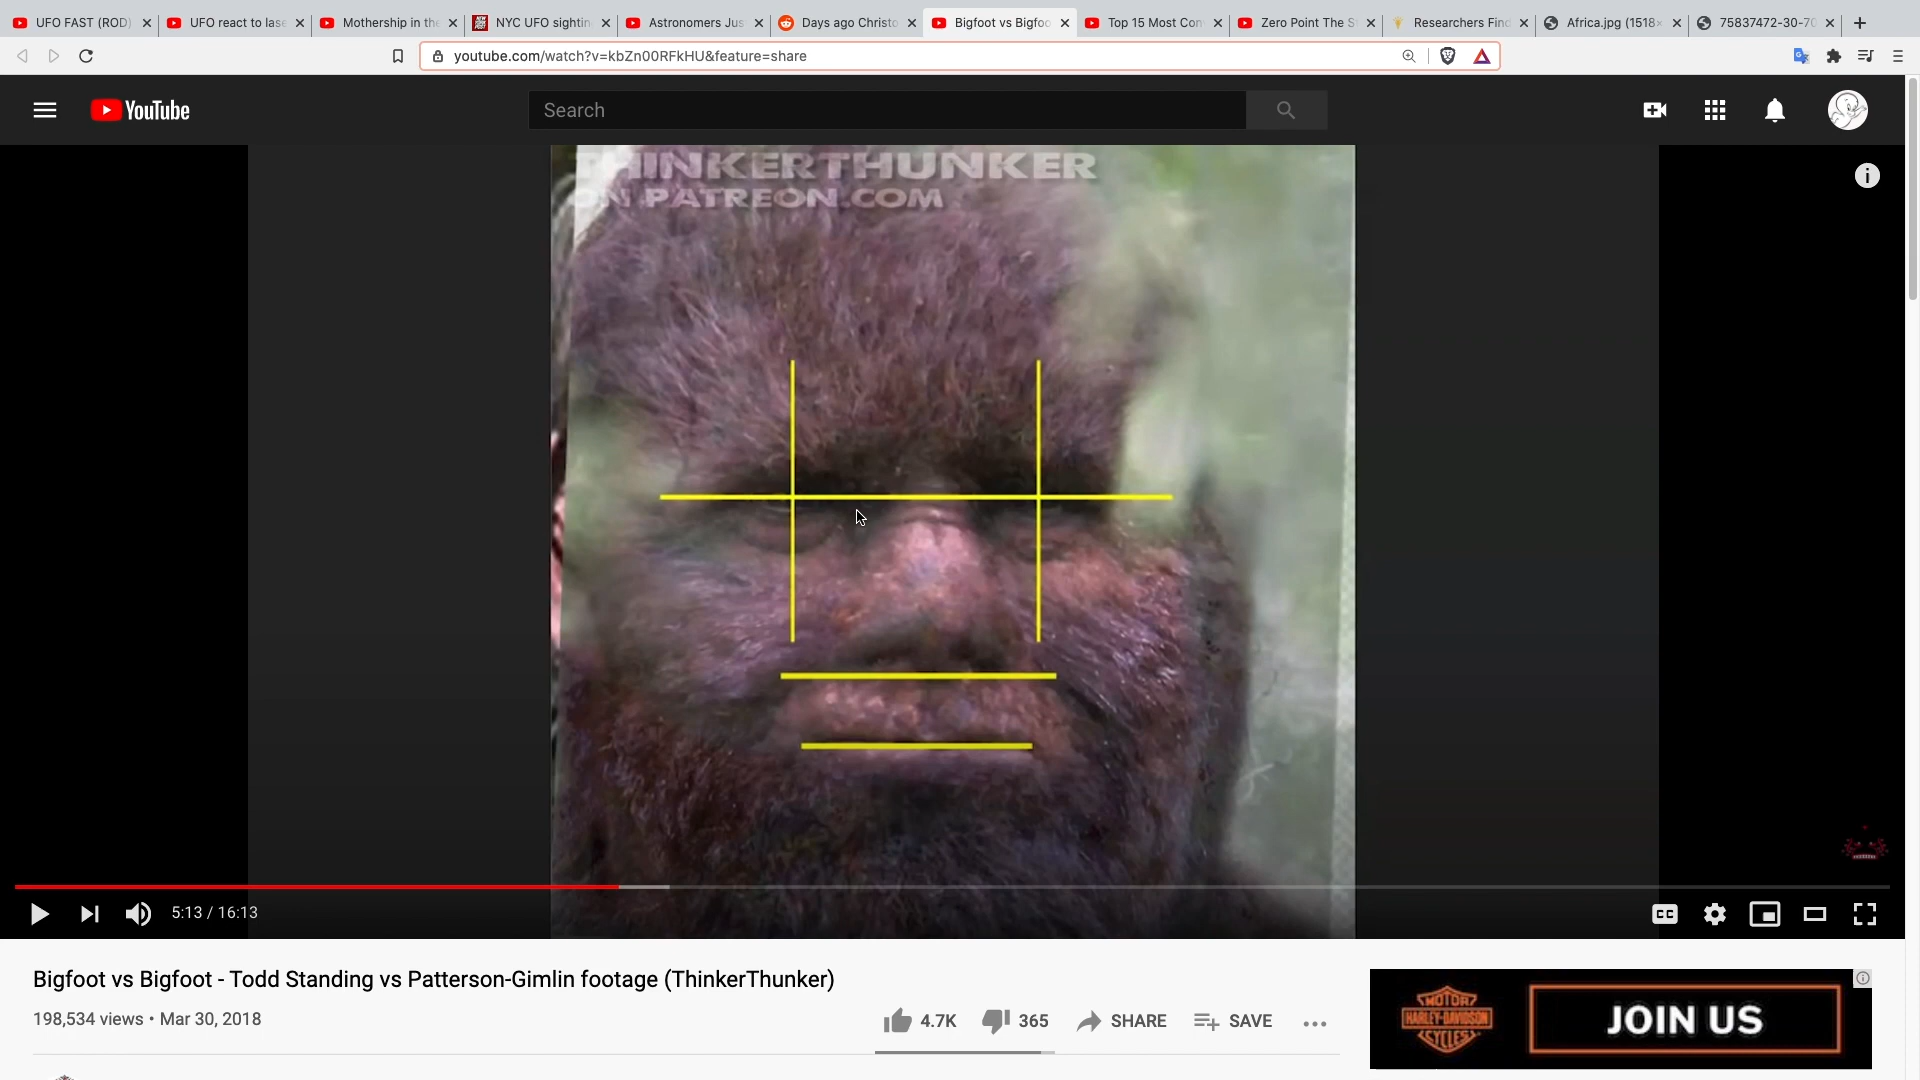 UFO FAST (ROD)
UFO react to lase
Mothership in the
NYC UFO sightin
Astronomers Jus
Days ago Christo
Bigfoot vs Bigfoo
Top 15 Most Con
Zero Point The S
Researchers Find
Africa.jpg (1518×
75837472-30-70
youtube.com/watch?v=kbZn00RFkHU&feature=share
YouTube
Search
THINKERTHUNKER
ON PATREON.COM
5:13 / 16:13
CC
Bigfoot vs Bigfoot - Todd Standing vs Patterson-Gimlin footage (ThinkerThunker)
198,534 views • Mar 30, 2018
4.7K
365
SHARE
SAVE
MOTOR
HARLEY-DAVIDSON
CYCLES
JOIN US